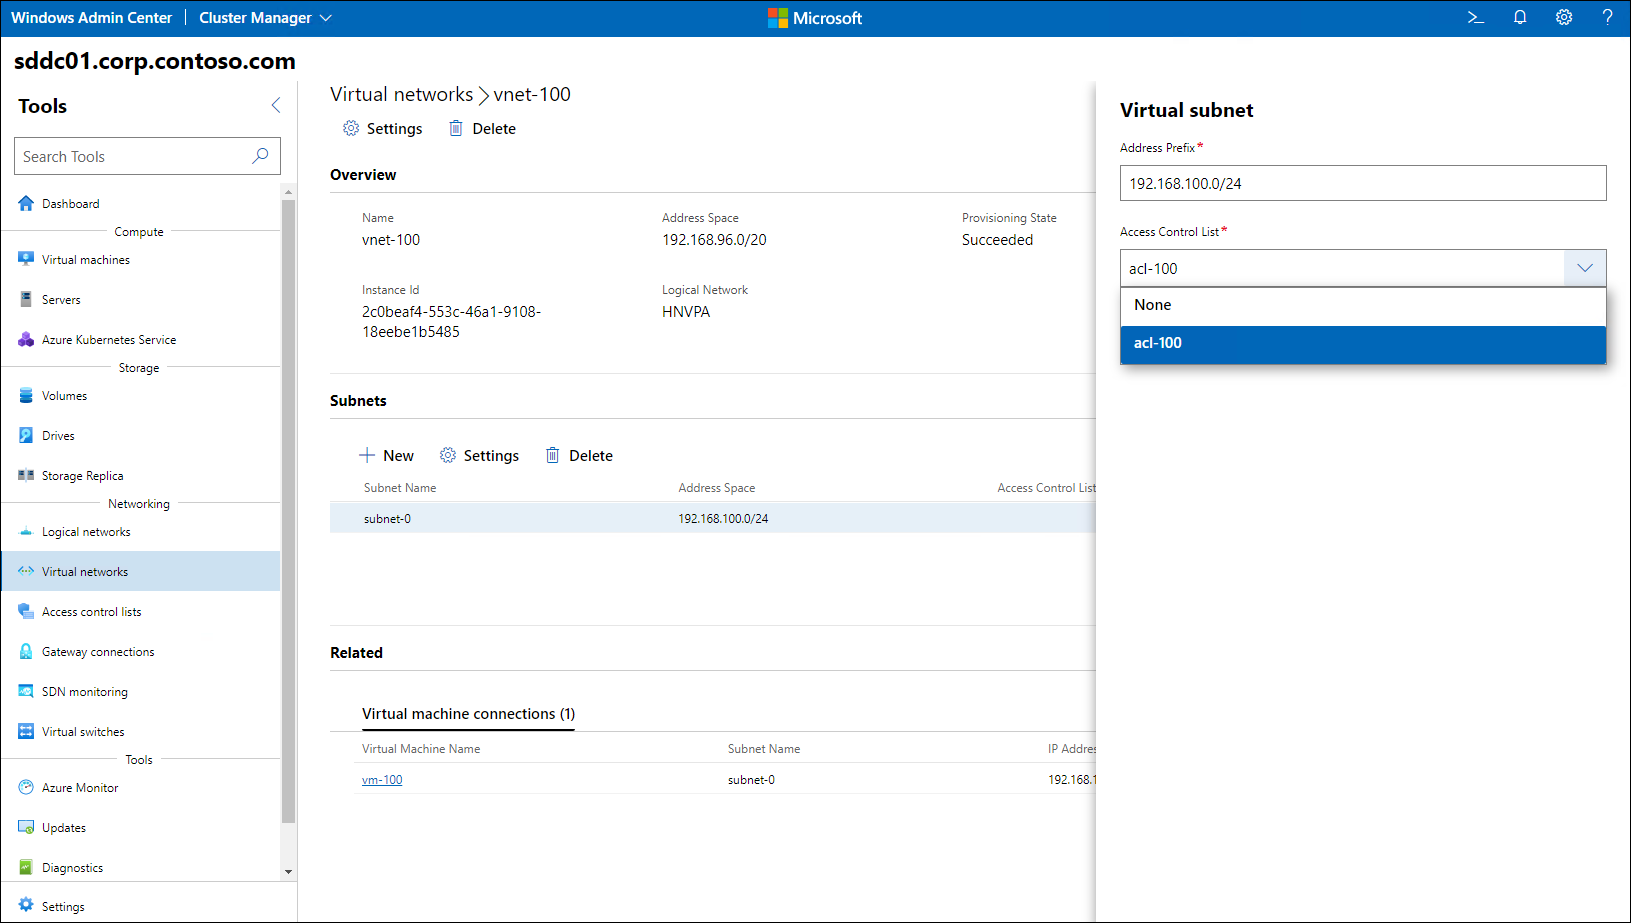 Windows Admin Center | Cluster Manager
Microsoft
>_
?
sddc01.corp.contoso.com
Tools
Search Tools
Dashboard
Compute
Virtual machines
Servers
Azure Kubernetes Service
Storage
Volumes
Drives
Storage Replica
Networking
Logical networks
Virtual networks
Access control lists
Gateway connections
SDN monitoring
Virtual switches
Tools
Azure Monitor
Updates
Diagnostics
Settings
Virtual networks > vnet-100
Settings Delete
Overview
Name Address Space Provisioning State
vnet-100 192.168.96.0/20 Succeeded
Instance Id Logical Network
2c0beaf4-553c-46a1-9108- HNVPA
18eebe1b5485
Subnets
New Settings Delete
Subnet Name Address Space Access Control List
subnet-0 192.168.100.0/24
Related
Virtual machine connections (1)
Virtual Machine Name Subnet Name IP Addre
vm-100 subnet-0 192.168.1
Virtual subnet
Address Prefix*
192.168.100.0/24
Access Control List*
acl-100
None
acl-100